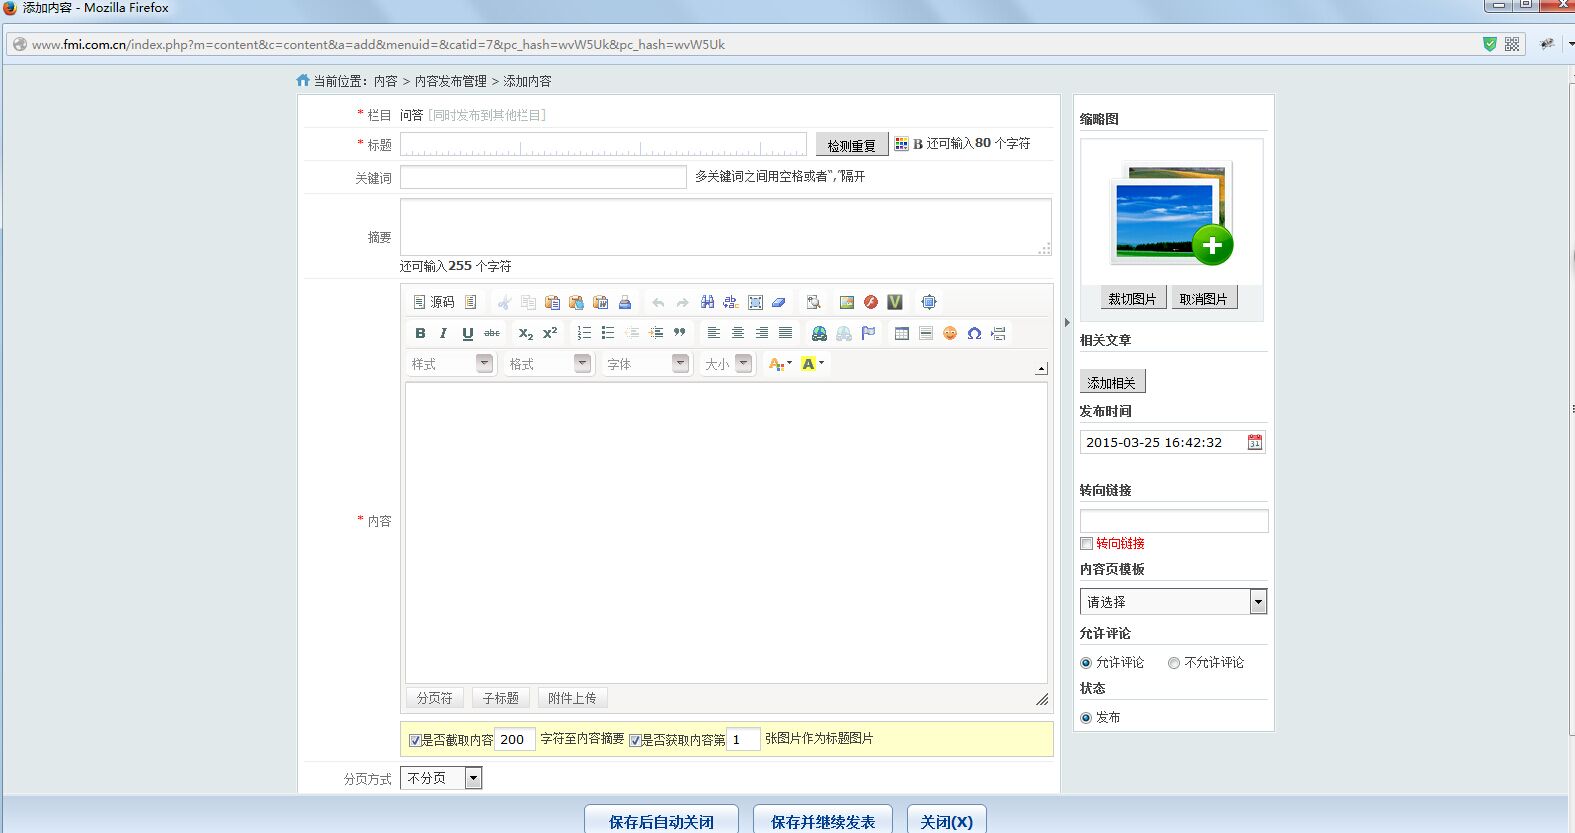 添加内容 - Mozilla Firefox
www.fmi.com.cn/index.php?m=content&c=content&a=add&menuid=&catid=7&pc_hash=wvW5Uk&pc_hash=wvW5Uk
当前位置：内容 > 内容发布管理 > 添加内容
* 栏目 问答 [同时发布到其他栏目]
* 标题 检测重复 B 还可输入80 个字符
关键词 多关键词之间用空格或者“,”隔开
摘要
还可输入255 个字符
源码
B I U abc X₂ X²
样式 格式 字体 大小 A A
* 内容
分页符 子标题 附件上传
是否截取内容 200 字符至内容摘要 是否获取内容第 1 张图片作为标题图片
分页方式 不分页
缩略图
裁切图片 取消图片
相关文章
添加相关
发布时间
2015-03-25 16:42:32 31
转向链接
转向链接
内容页模板
请选择
允许评论
允许评论 不允许评论
状态
发布
保存后自动关闭 保存并继续发表 关闭(X)